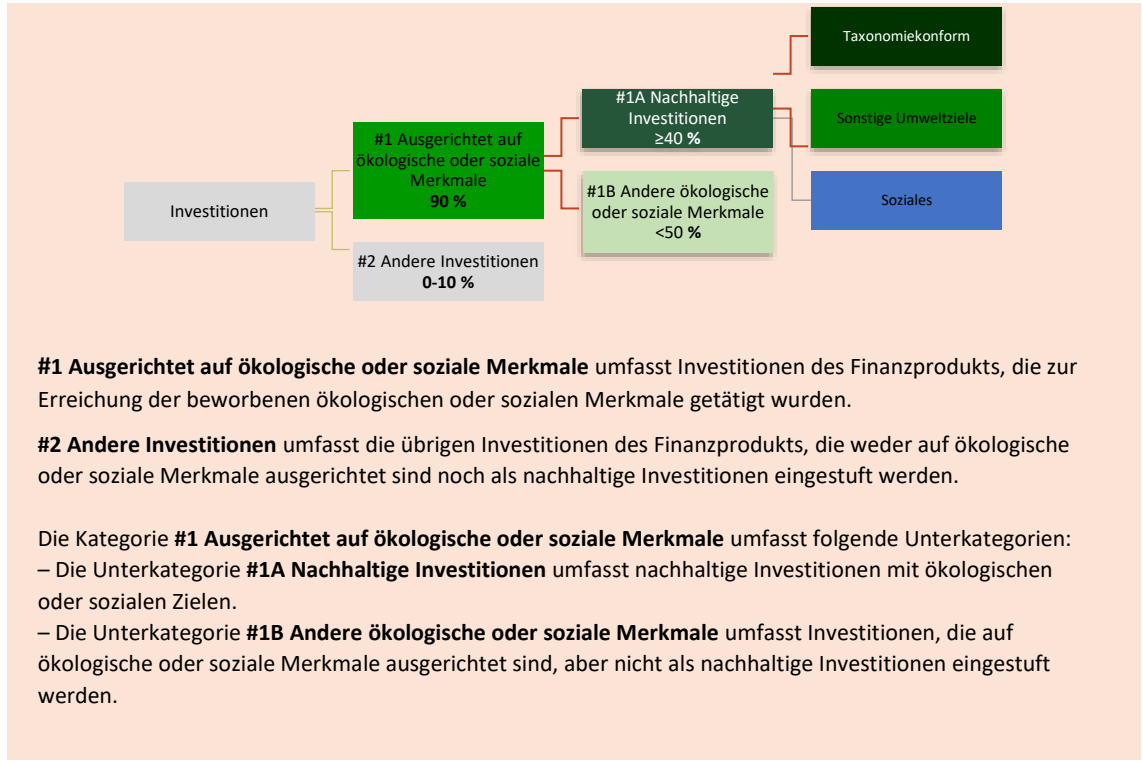 Taxonomiekonform
#1A Nachhaltige
Investitionen
≥40 %
Sonstige Umweltziele
#1 Ausgerichtet auf
ökologische oder soziale
Merkmale
90 %
Investitionen
#1B Andere ökologische
oder soziale Merkmale
<50 %
Soziales
#2 Andere Investitionen
0-10 %
#1 Ausgerichtet auf ökologische oder soziale Merkmale umfasst Investitionen des Finanzprodukts, die zur
Erreichung der beworbenen ökologischen oder sozialen Merkmale getätigt wurden.
#2 Andere Investitionen umfasst die übrigen Investitionen des Finanzprodukts, die weder auf ökologische
oder soziale Merkmale ausgerichtet sind noch als nachhaltige Investitionen eingestuft werden.
Die Kategorie #1 Ausgerichtet auf ökologische oder soziale Merkmale umfasst folgende Unterkategorien:
– Die Unterkategorie #1A Nachhaltige Investitionen umfasst nachhaltige Investitionen mit ökologischen
oder sozialen Zielen.
– Die Unterkategorie #1B Andere ökologische oder soziale Merkmale umfasst Investitionen, die auf
ökologische oder soziale Merkmale ausgerichtet sind, aber nicht als nachhaltige Investitionen eingestuft
werden.